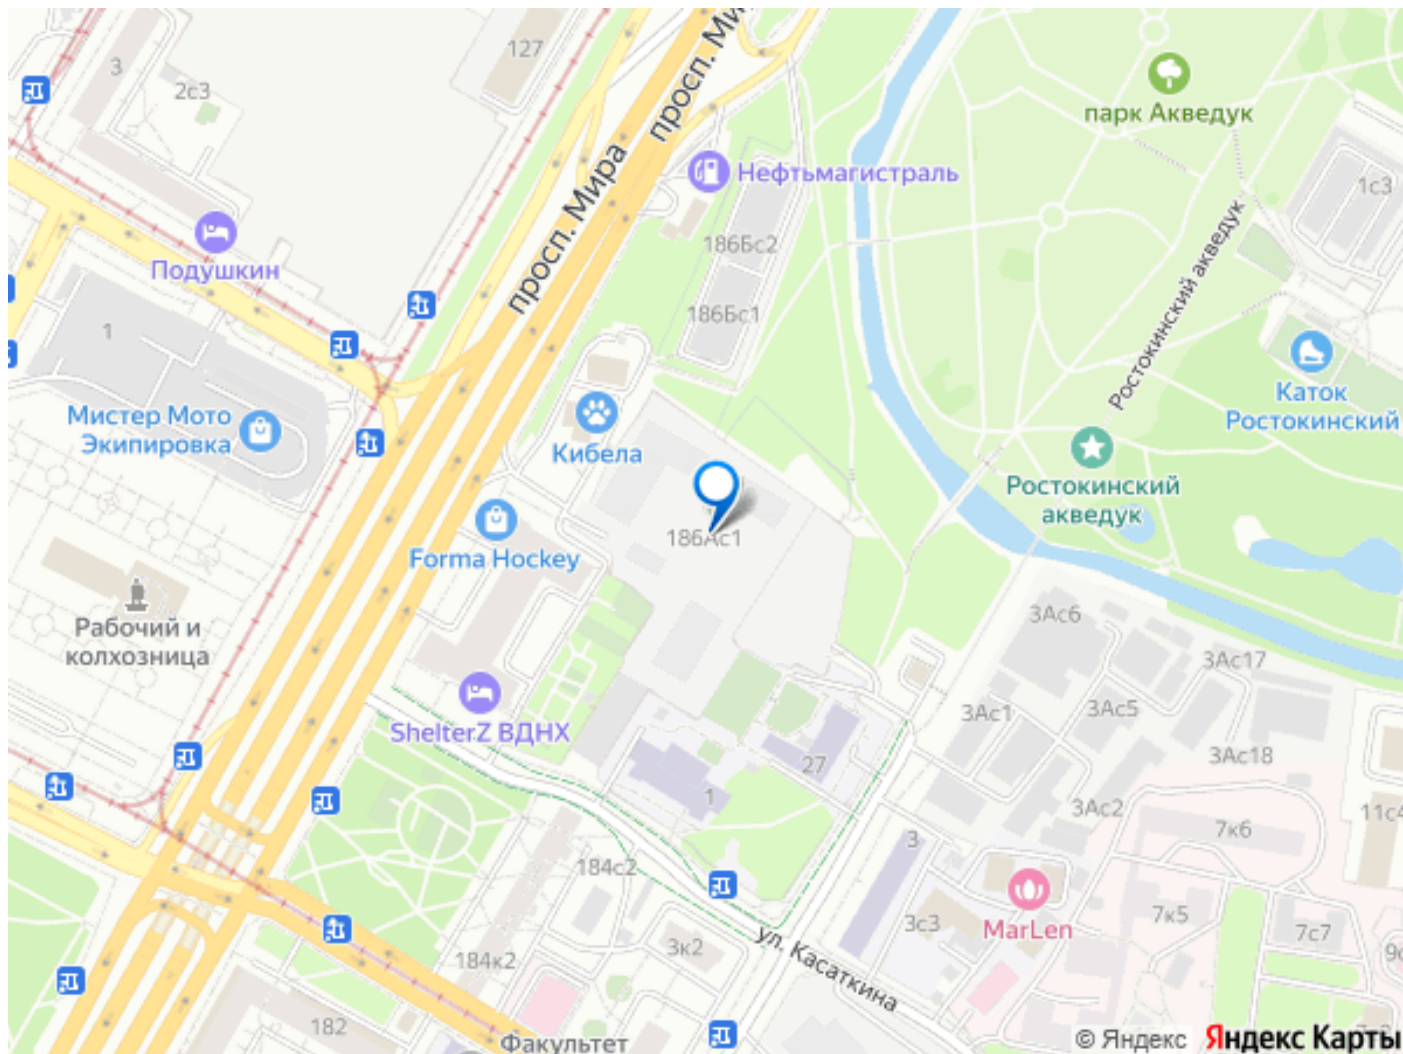 127
3
2с3
просп. Мира
просп. Ми
парк Акведук
Нефтьмагистраль
1с3
186Бс2
Подушкин
186Бс1
1
Ростокинский акведук
Каток
Ростокинский
Мистер Мото
Экипировка
Кибела
Ростокинский
акведук
186Ас1
Forma Hockey
3Ас6
Рабочий и
колхозница
3Ас17
ShelterZ ВДНХ
3Ас1
3Ас5
27
3Ас18
1
3Ас2
11с4
7к6
3
184с2
3с3
MarLen
7к5
7с7
3к2
ул. Касаткина
184к2
182
Факультет
© Яндекс
Яндекс Карты